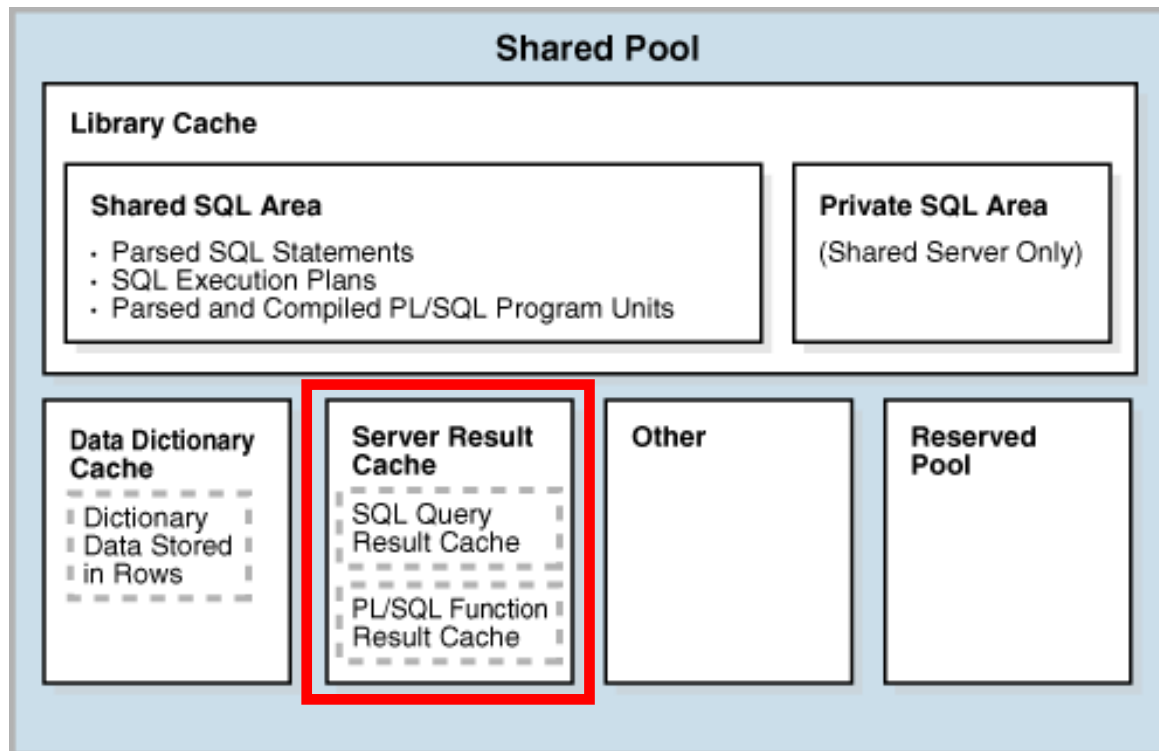 Shared Pool
Library Cache
Shared SQL Area
· Parsed SQL Statements
· SQL Execution Plans
· Parsed and Compiled PL/SQL Program Units
Private SQL Area
(Shared Server Only)
Data Dictionary
Cache
Dictionary
Data Stored
in Rows
Server Result
Cache
SQL Query
Result Cache
PL/SQL Function
Result Cache
Other
Reserved
Pool